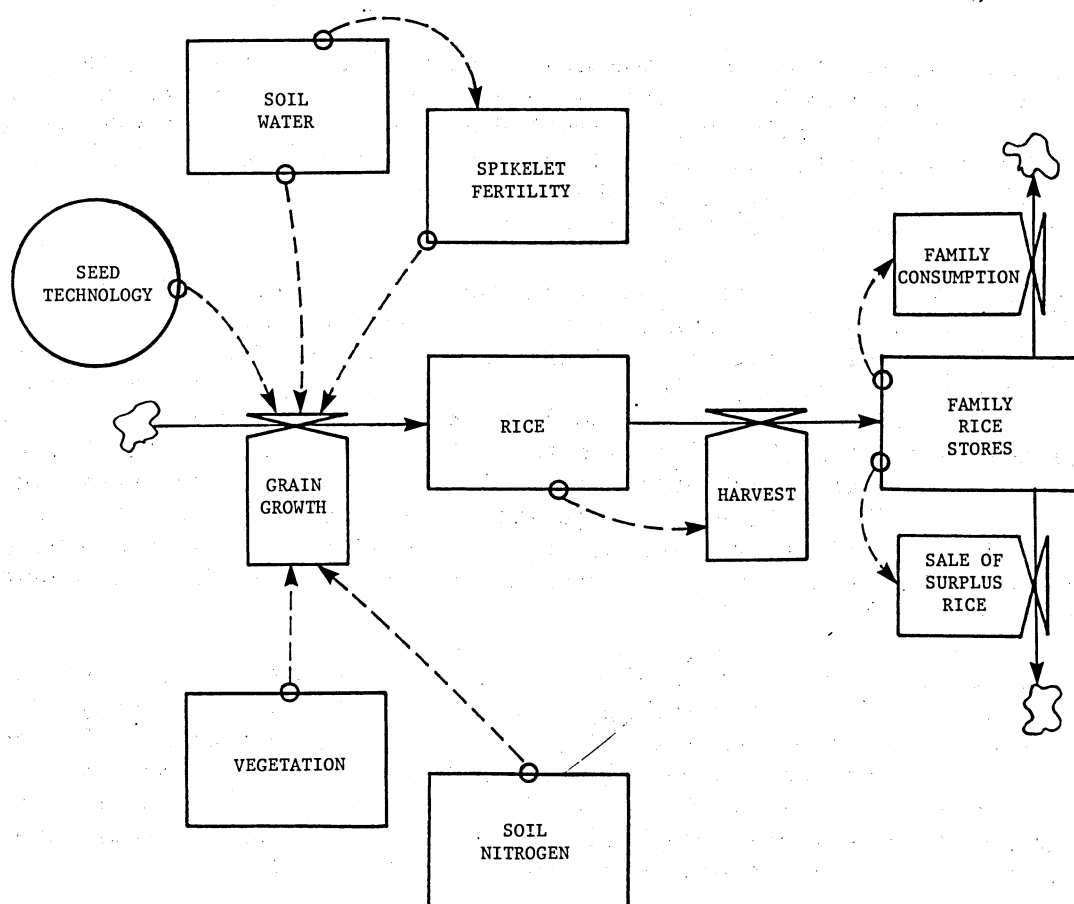 SOIL
WATER
SPIKELET
FERTILITY
SEED
TECHNOLOGY
FAMILY
CONSUMPTION
RICE
FAMILY
RICE
STORES
GRAIN
GROWTH
HARVEST
SALE OF
SURPLUS
RICE
VEGETATION
SOIL
NITROGEN